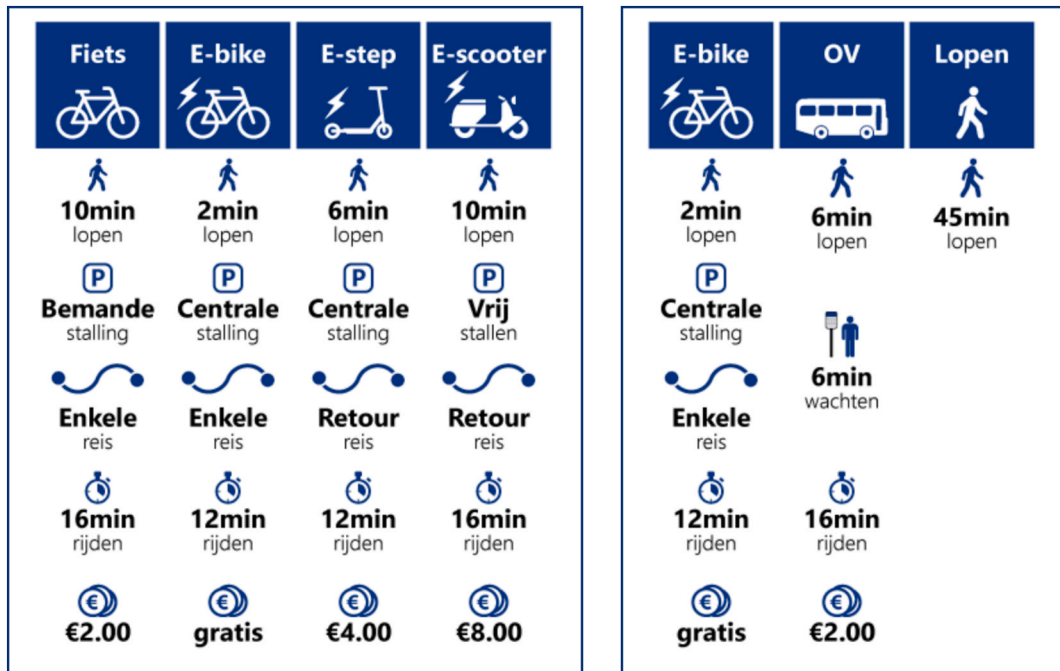 Fiets E-bike E-step E-scooter
10min 2min 6min 10min
lopen lopen lopen lopen
P P P P
Bemande Centrale Centrale Vrij
stalling stalling stalling stallen
Enkele Enkele Retour Retour
reis reis reis reis
16min 12min 12min 16min
rijden rijden rijden rijden
€ € € €
€2.00 gratis €4.00 €8.00
E-bike OV Lopen
2min 6min 45min
lopen lopen lopen
P
Centrale
stalling
6min
wachten
Enkele
reis
12min 16min
rijden rijden
€ €
gratis €2.00